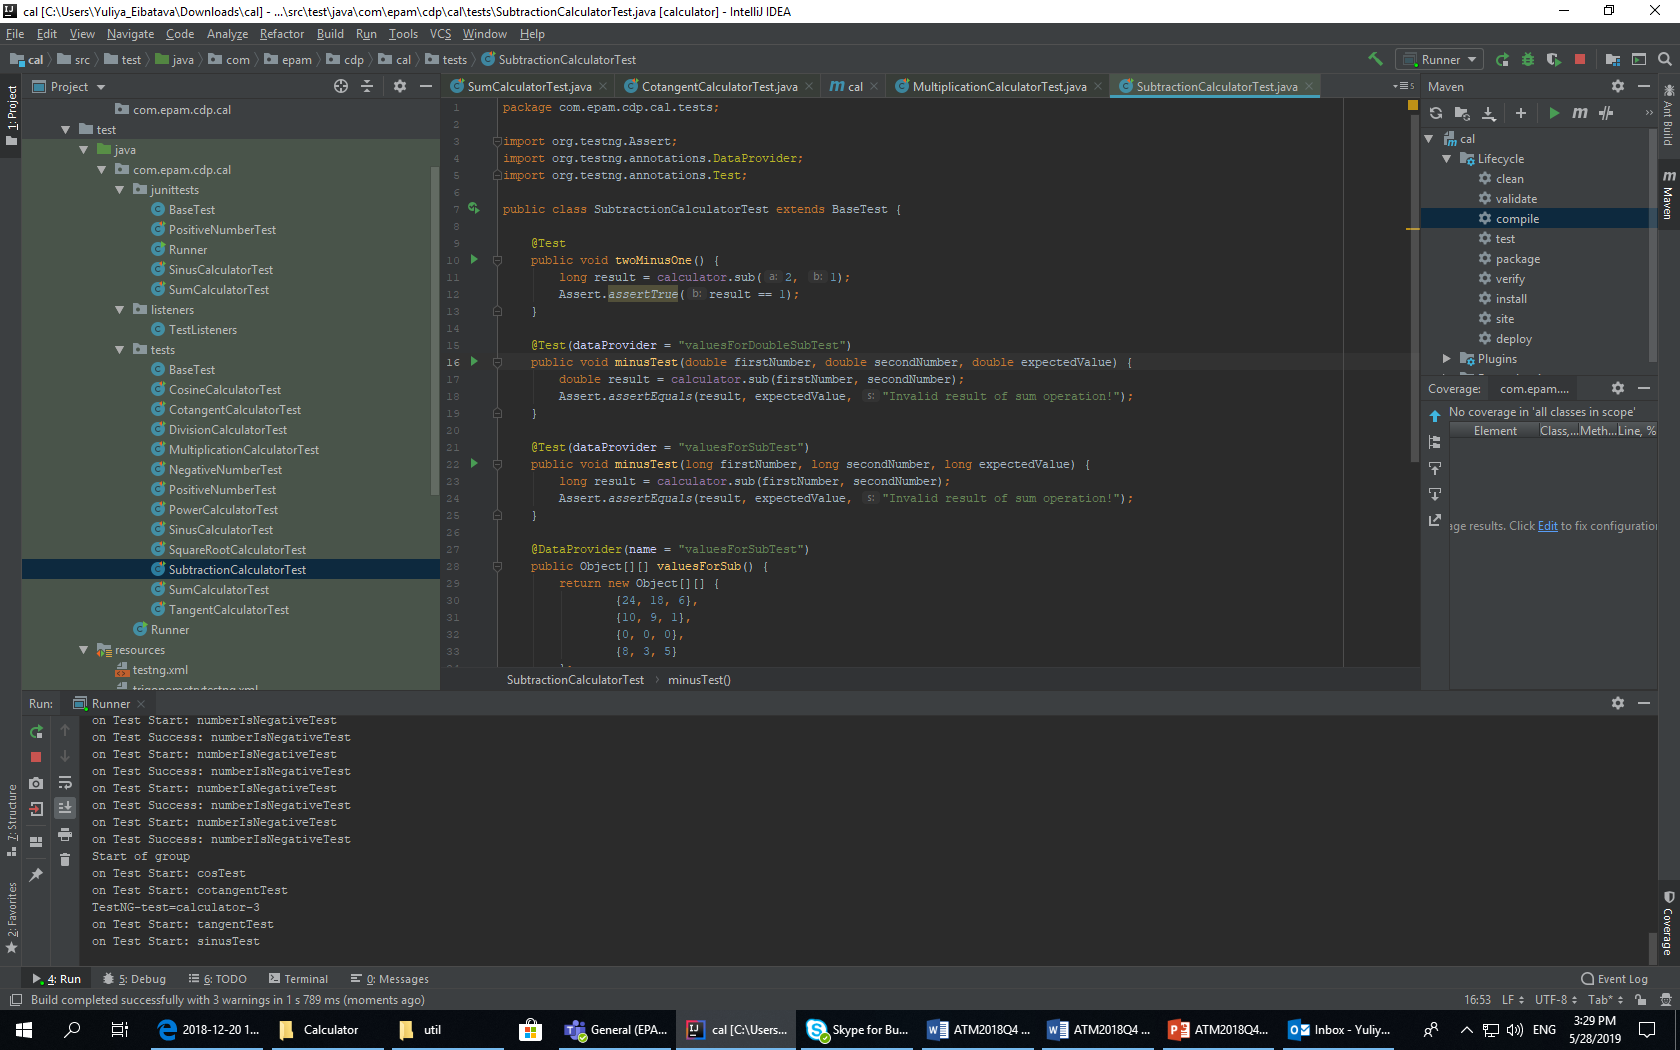 cal [C:\Users\Yuliya_Eibatava\Downloads\cal] - ...\src\test\java\com\epam\cdp\cal\tests\SubtractionCalculatorTest.java [calculator] - IntelliJ IDEA
File Edit View Navigate Code Analyze Refactor Build Run Tools VCS Window Help
cal src test java com epam cdp cal tests SubtractionCalculatorTest
Runner
1: Project
Project
com.epam.cdp.cal
test
java
com.epam.cdp.cal
junittests
BaseTest
PositiveNumberTest
Runner
SinusCalculatorTest
SumCalculatorTest
listeners
TestListeners
tests
BaseTest
CosineCalculatorTest
CotangentCalculatorTest
DivisionCalculatorTest
MultiplicationCalculatorTest
NegativeNumberTest
PositiveNumberTest
PowerCalculatorTest
SinusCalculatorTest
SquareRootCalculatorTest
SubtractionCalculatorTest
SumCalculatorTest
TangentCalculatorTest
Runner
resources
testng.xml
trigonometrytestng.xml
SumCalculatorTest.java CotangentCalculatorTest.java m cal MultiplicationCalculatorTest.java SubtractionCalculatorTest.java
1 package com.epam.cdp.cal.tests;
2
3 import org.testng.Assert;
4 import org.testng.annotations.DataProvider;
5 import org.testng.annotations.Test;
6
7 public class SubtractionCalculatorTest extends BaseTest {
8
9 @Test
10 public void twoMinusOne() {
11 long result = calculator.sub( a: 2, b: 1);
12 Assert.assertTrue( b: result == 1);
13 }
14
15 @Test(dataProvider = "valuesForDoubleSubTest")
16 public void minusTest(double firstNumber, double secondNumber, double expectedValue) {
17 double result = calculator.sub(firstNumber, secondNumber);
18 Assert.assertEquals(result, expectedValue, s: "Invalid result of sum operation!");
19 }
20
21 @Test(dataProvider = "valuesForSubTest")
22 public void minusTest(long firstNumber, long secondNumber, long expectedValue) {
23 long result = calculator.sub(firstNumber, secondNumber);
24 Assert.assertEquals(result, expectedValue, s: "Invalid result of sum operation!");
25 }
26
27 @DataProvider(name = "valuesForSubTest")
28 public Object[][] valuesForSub() {
29 return new Object[][] {
30 {24, 18, 6},
31 {10, 9, 1},
32 {0, 0, 0},
33 {8, 3, 5}
SubtractionCalculatorTest minusTest()
Maven
m
cal
Lifecycle
clean
validate
compile
test
package
verify
install
site
deploy
Plugins
Coverage: com.epam....
No coverage in 'all classes in scope'
Element Class,... Meth... Line, %
age results. Click Edit to fix configuration
Ant Build
m Maven
Coverage
Run: Runner
on Test Start: numberIsNegativeTest
on Test Success: numberIsNegativeTest
on Test Start: numberIsNegativeTest
on Test Success: numberIsNegativeTest
on Test Start: numberIsNegativeTest
on Test Success: numberIsNegativeTest
on Test Start: numberIsNegativeTest
on Test Success: numberIsNegativeTest
Start of group
on Test Start: cosTest
on Test Start: cotangentTest
TestNG-test=calculator-3
on Test Start: tangentTest
on Test Start: sinusTest
7: Structure
2: Favorites
4: Run 5: Debug 6: TODO Terminal 0: Messages Event Log
Build completed successfully with 3 warnings in 1 s 789 ms (moments ago) 16:53 LF UTF-8 Tab*
2018-12-20 1... Calculator util General (EPA... cal [C:\Users... Skype for Bu... ATM2018Q4 ... ATM2018Q4 ... ATM2018Q4... Inbox - Yuliy... ENG 3:29 PM
5/28/2019